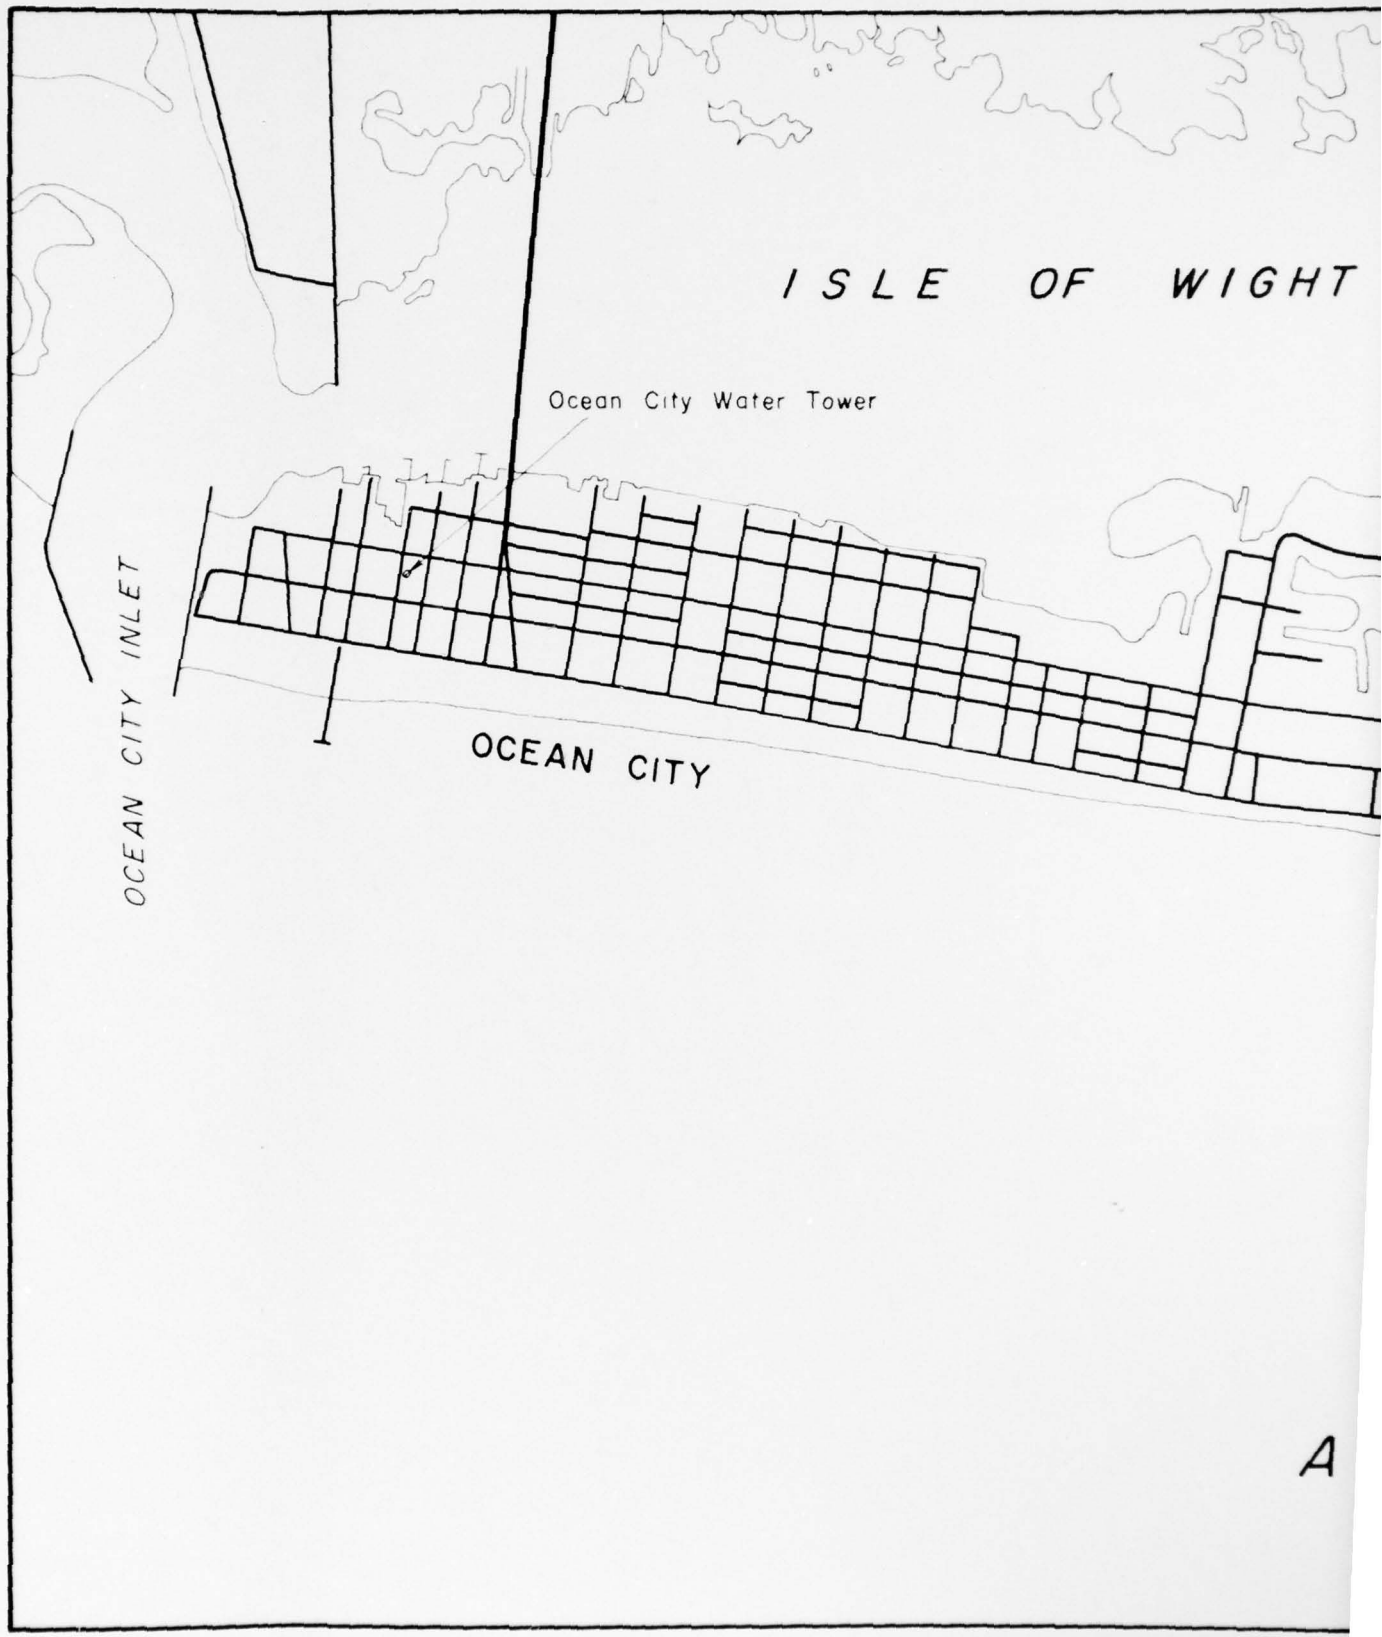 ISLE OF WIGHT
Ocean City Water Tower
OCEAN CITY INLET
OCEAN CITY
A